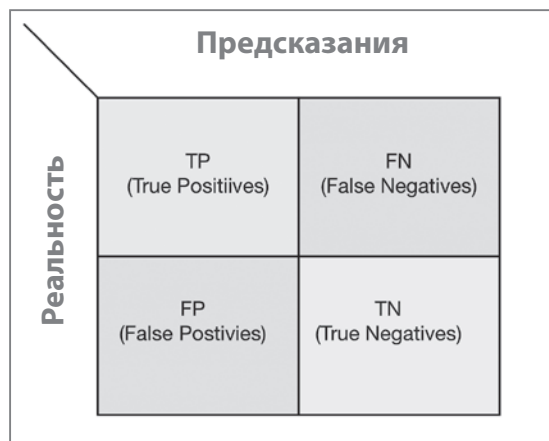 Предсказания
Реальность
TP
(True Positiives)
FN
(False Negatives)
FP
(False Postivies)
TN
(True Negatives)